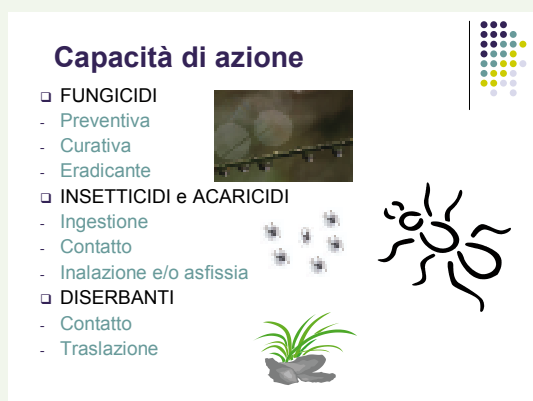 Capacità di azione
❑ FUNGICIDI
- Preventiva
- Curativa
- Eradicante
❑ INSETTICIDI e ACARICIDI
- Ingestione
- Contatto
- Inalazione e/o asfissia
❑ DISERBANTI
- Contatto
- Traslazione